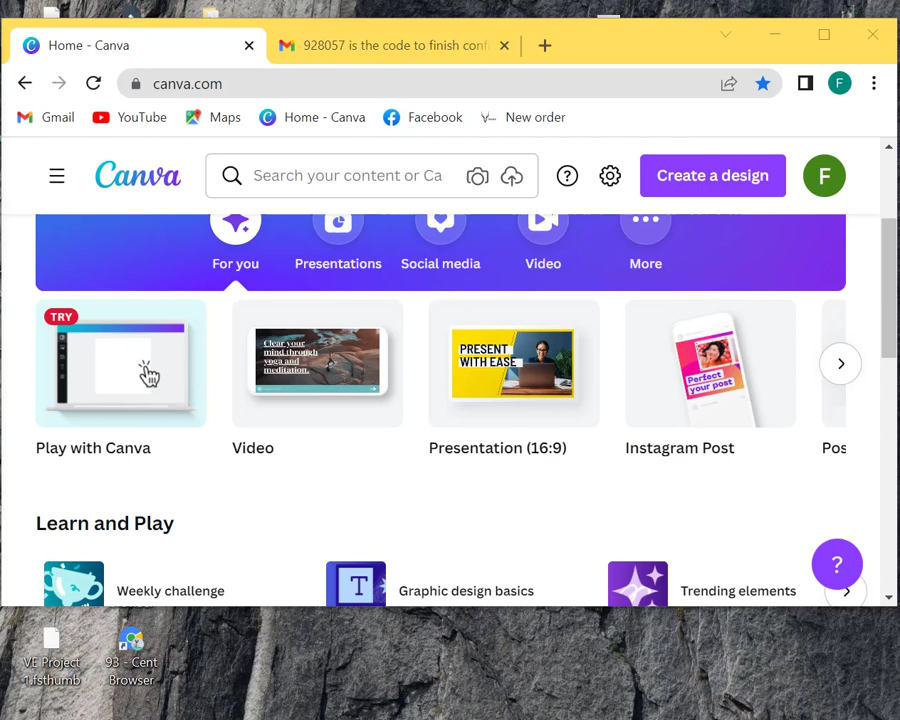 Home - Canva
928057 is the code to finish conf
canva.com
F
Gmail
YouTube
Maps
Home - Canva
Facebook
New order
Canva
Search your content or Ca
?
Create a design
F
For you
Presentations
Social media
Video
More
TRY
Clear your
mind through
yoga and
meditation.
PRESENT
WITH EASE
Perfect
your post
Play with Canva
Video
Presentation (16:9)
Instagram Post
Pos
Learn and Play
Weekly challenge
T
Graphic design basics
Trending elements
?
VE Project
1.fsthumb
93 - Cent
Browser